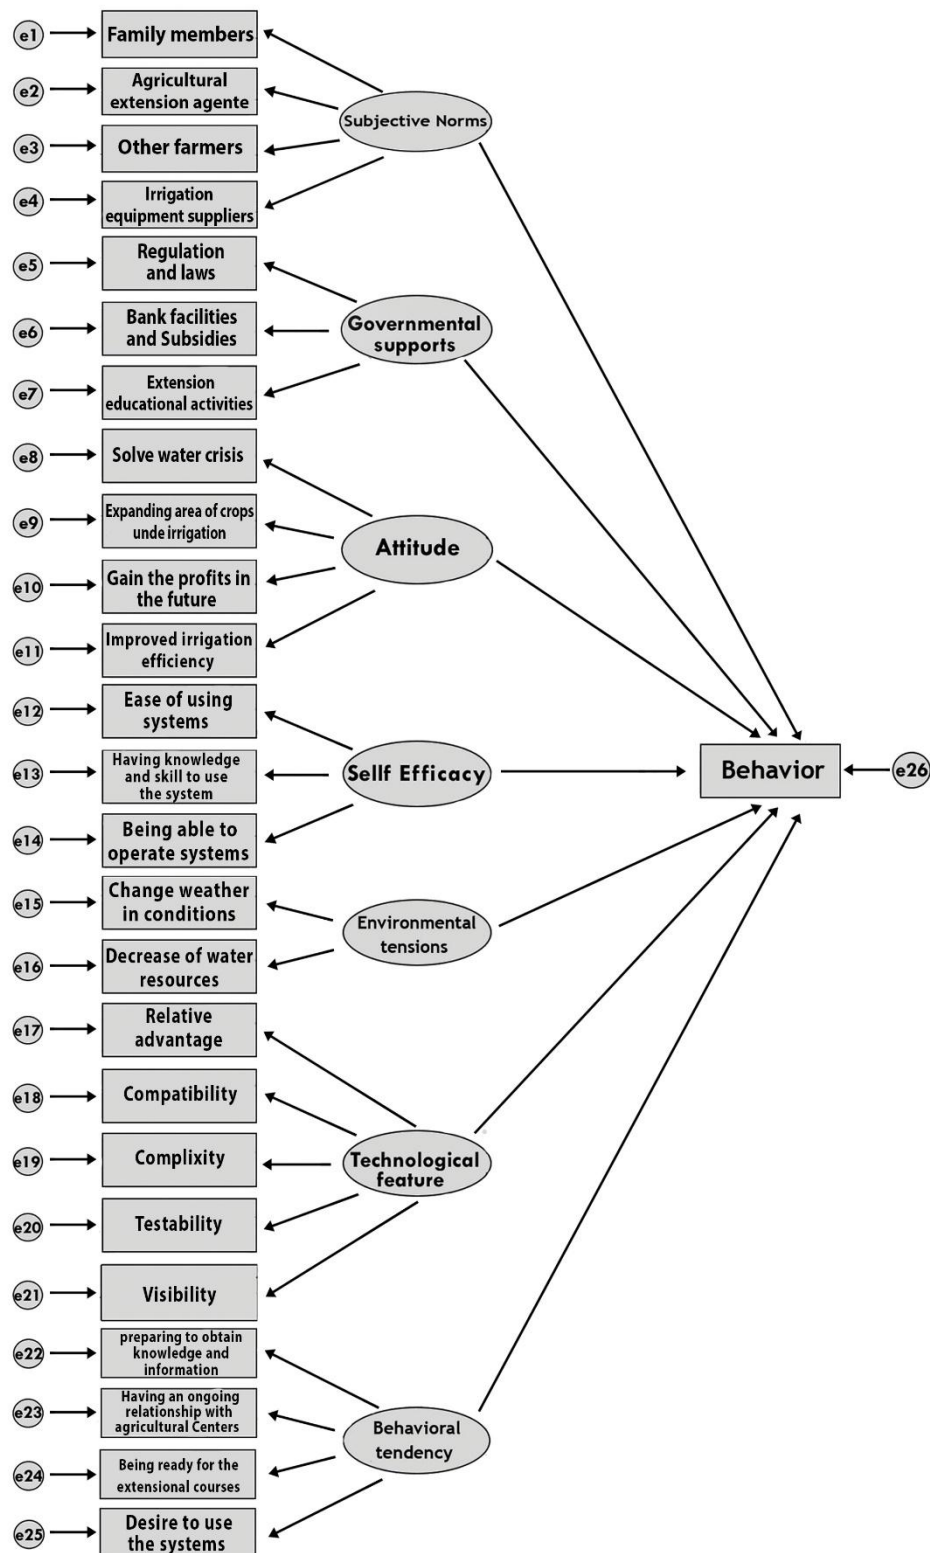 e1
Family members
e2
Agricultural
extension agente
Subjective Norms
e3
Other farmers
e4
Irrigation
equipment suppliers
e5
Regulation
and laws
e6
Bank facilities
and Subsidies
Governmental
supports
e7
Extension
educational activities
e8
Solve water crisis
e9
Expanding area of crops
unde irrigation
Attitude
e10
Gain the profits in
the future
e11
Improved irrigation
efficiency
e12
Ease of using
systems
e13
Having knowledge
and skill to use
the system
Sellf Efficacy
Behavior
e26
e14
Being able to
operate systems
e15
Change weather
in conditions
Environmental
tensions
e16
Decrease of water
resources
e17
Relative
advantage
e18
Compatibility
e19
Complixity
Technological
feature
e20
Testability
e21
Visibility
e22
preparing to obtain
knowledge and
information
e23
Having an ongoing
relationship with
agricultural Centers
Behavioral
tendency
e24
Being ready for the
extensional courses
e25
Desire to use
the systems